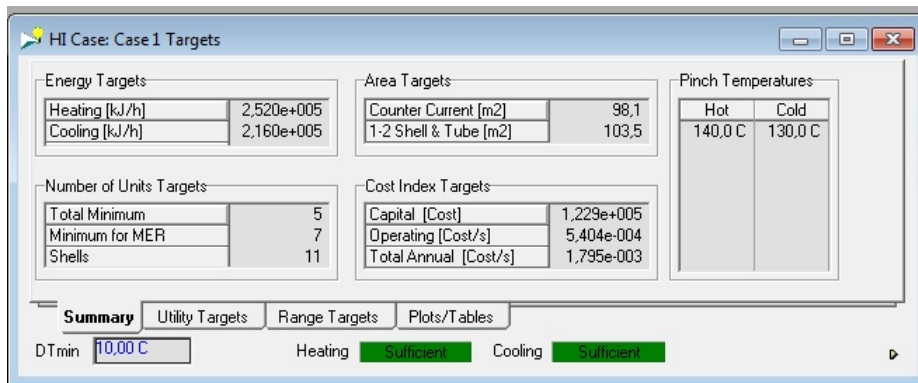 HI Case: Case 1 Targets
Energy Targets
Heating [kJ/h] 2,520e+005
Cooling [kJ/h] 2,160e+005
Area Targets
Counter Current [m2] 98,1
1-2 Shell & Tube [m2] 103,5
Pinch Temperatures
Hot Cold
140,0 C 130,0 C
Number of Units Targets
Total Minimum 5
Minimum for MER 7
Shells 11
Cost Index Targets
Capital [Cost] 1,229e+005
Operating [Cost/s] 5,404e-004
Total Annual [Cost/s] 1,795e-003
Summary Utility Targets Range Targets Plots/Tables
DTmin 10,00 C Heating Sufficient Cooling Sufficient